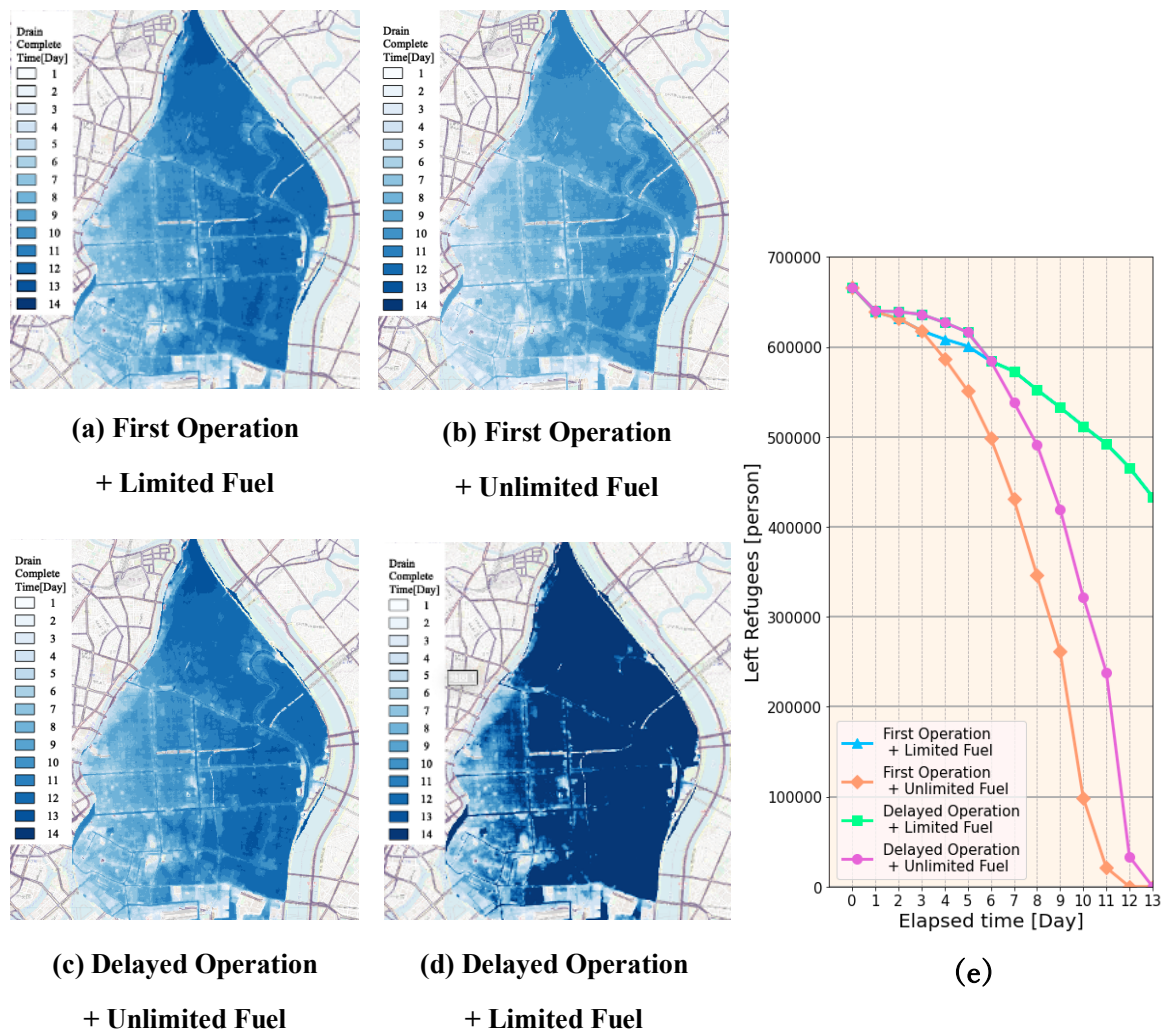 Drain
Complete
Time[Day]
1
2
3
4
5
6
7
8
9
10
11
12
13
14
(a) First Operation
+ Limited Fuel
Drain
Complete
Time[Day]
1
2
3
4
5
6
7
8
9
10
11
12
13
14
(b) First Operation
+ Unlimited Fuel
Drain
Complete
Time[Day]
1
2
3
4
5
6
7
8
9
10
11
12
13
14
(c) Delayed Operation
+ Unlimited Fuel
Drain
Complete
Time[Day]
1
2
3
4
5
6
7
8
9
10
11
12
13
14
(d) Delayed Operation
+ Limited Fuel
700000
600000
500000
400000
300000
200000
100000
0
Left Refugees [person]
First Operation
+ Limited Fuel
First Operation
+ Unlimited Fuel
Delayed Operation
+ Limited Fuel
Delayed Operation
+ Unlimited Fuel
0 1 2 3 4 5 6 7 8 9 10 11 12 13
Elapsed time [Day]
(e)